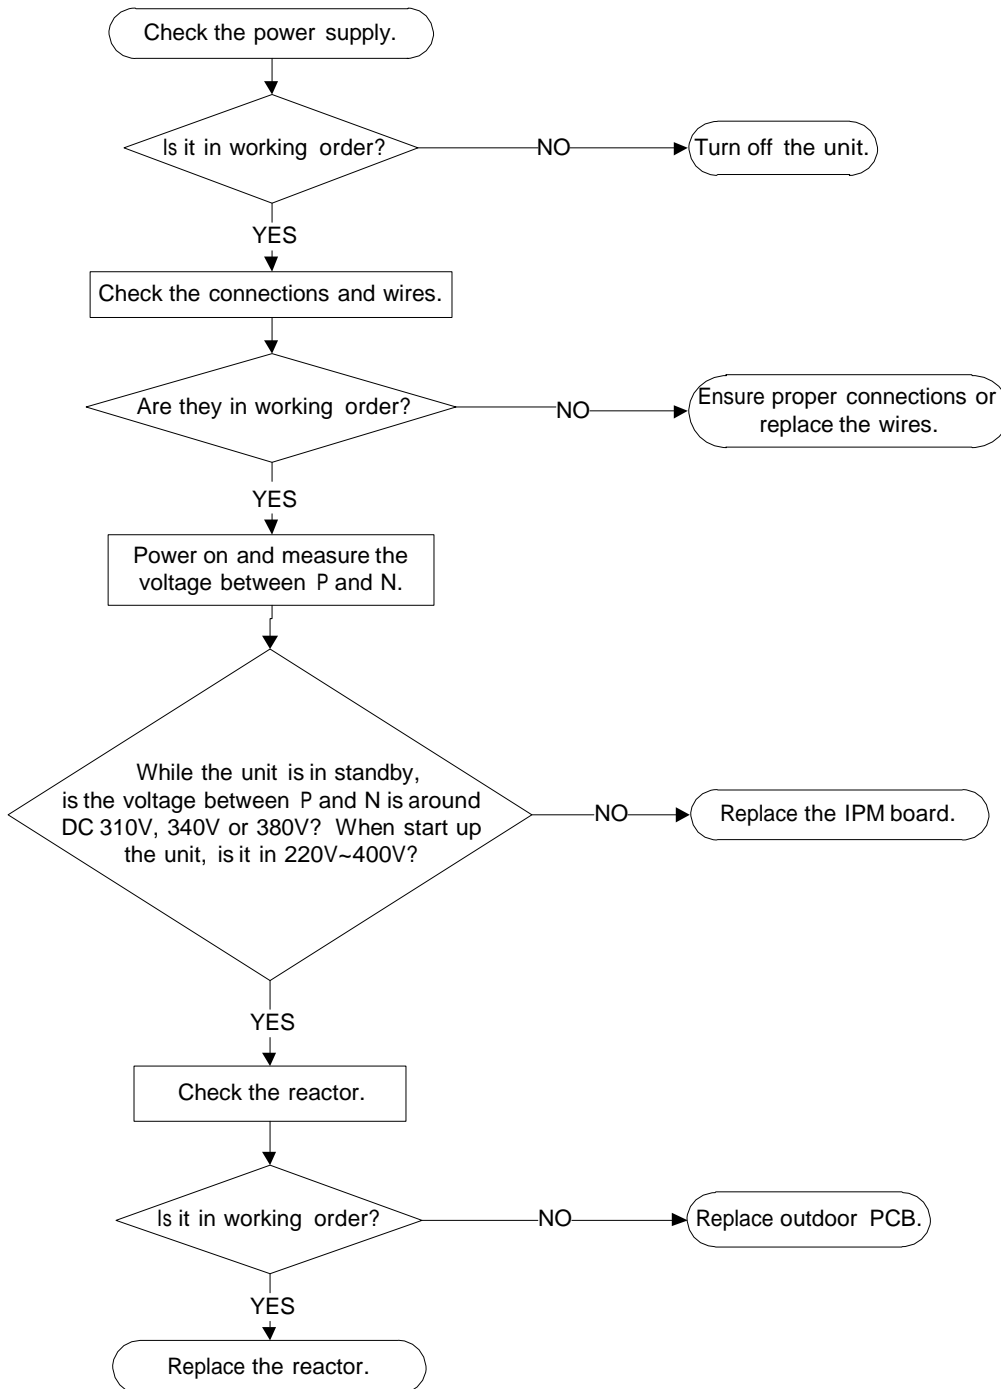 Check the power supply.
Is it in working order?
NO
Turn off the unit.
YES
Check the connections and wires.
Are they in working order?
NO
Ensure proper connections or
replace the wires.
YES
Power on and measure the
voltage between P and N.
While the unit is in standby,
is the voltage between P and N is around
DC 310V, 340V or 380V? When start up
the unit, is it in 220V~400V?
NO
Replace the IPM board.
YES
Check the reactor.
Is it in working order?
NO
Replace outdoor PCB.
YES
Replace the reactor.